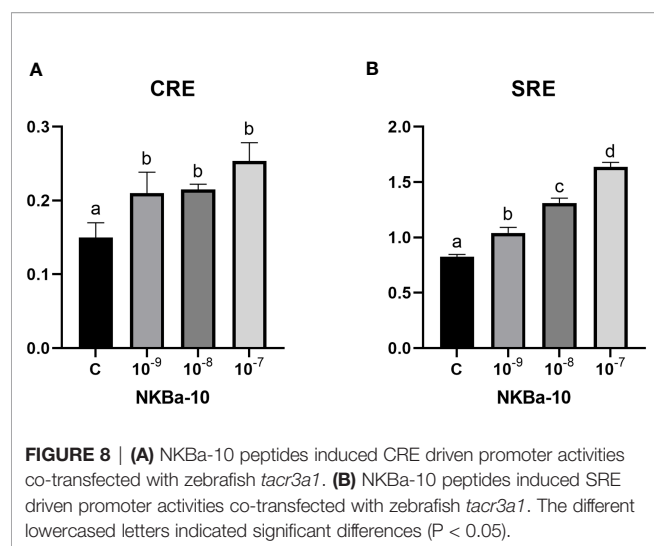 A
CRE
0.3
0.2
0.1
0.0
a
b
b
b
C
10⁻⁹
10⁻⁸
10⁻⁷
NKBa-10
B
SRE
2.0
1.5
1.0
0.5
0.0
a
b
c
d
C
10⁻⁹
10⁻⁸
10⁻⁷
NKBa-10
FIGURE 8 | (A) NKBa-10 peptides induced CRE driven promoter activities
co-transfected with zebrafish tacr3a1. (B) NKBa-10 peptides induced SRE
driven promoter activities co-transfected with zebrafish tacr3a1. The different
lowercased letters indicated significant differences (P < 0.05).